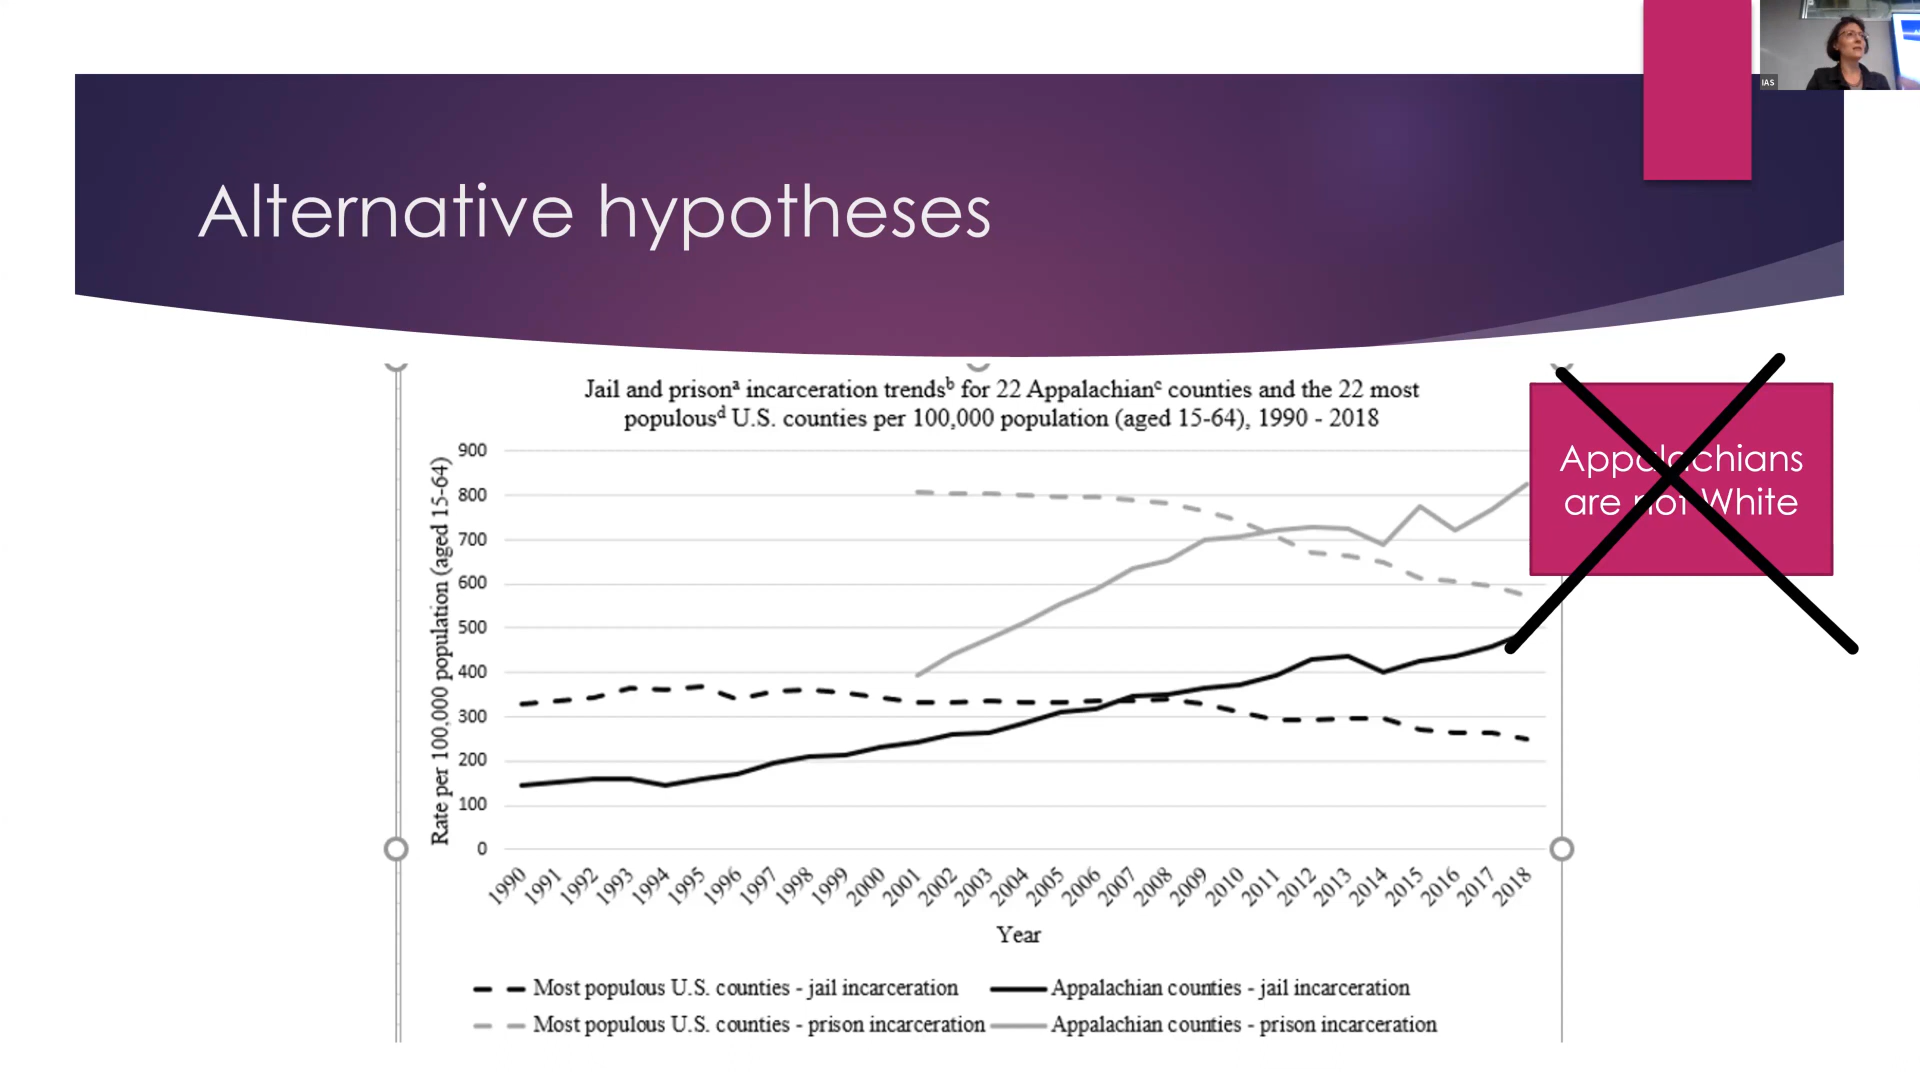 IAS
Alternative hypotheses
Jail and prisonᵃ incarceration trendsᵇ for 22 Appalachianᶜ counties and the 22 most
populousᵈ U.S. counties per 100,000 population (aged 15-64), 1990 - 2018
Appalachians
are not White
Rate per 100,000 population (aged 15-64)
900
800
700
600
500
400
300
200
100
0
1990 1991 1992 1993 1994 1995 1996 1997 1998 1999 2000 2001 2002 2003 2004 2005 2006 2007 2008 2009 2010 2011 2012 2013 2014 2015 2016 2017 2018
Year
Most populous U.S. counties - jail incarceration Appalachian counties - jail incarceration
Most populous U.S. counties - prison incarceration Appalachian counties - prison incarceration